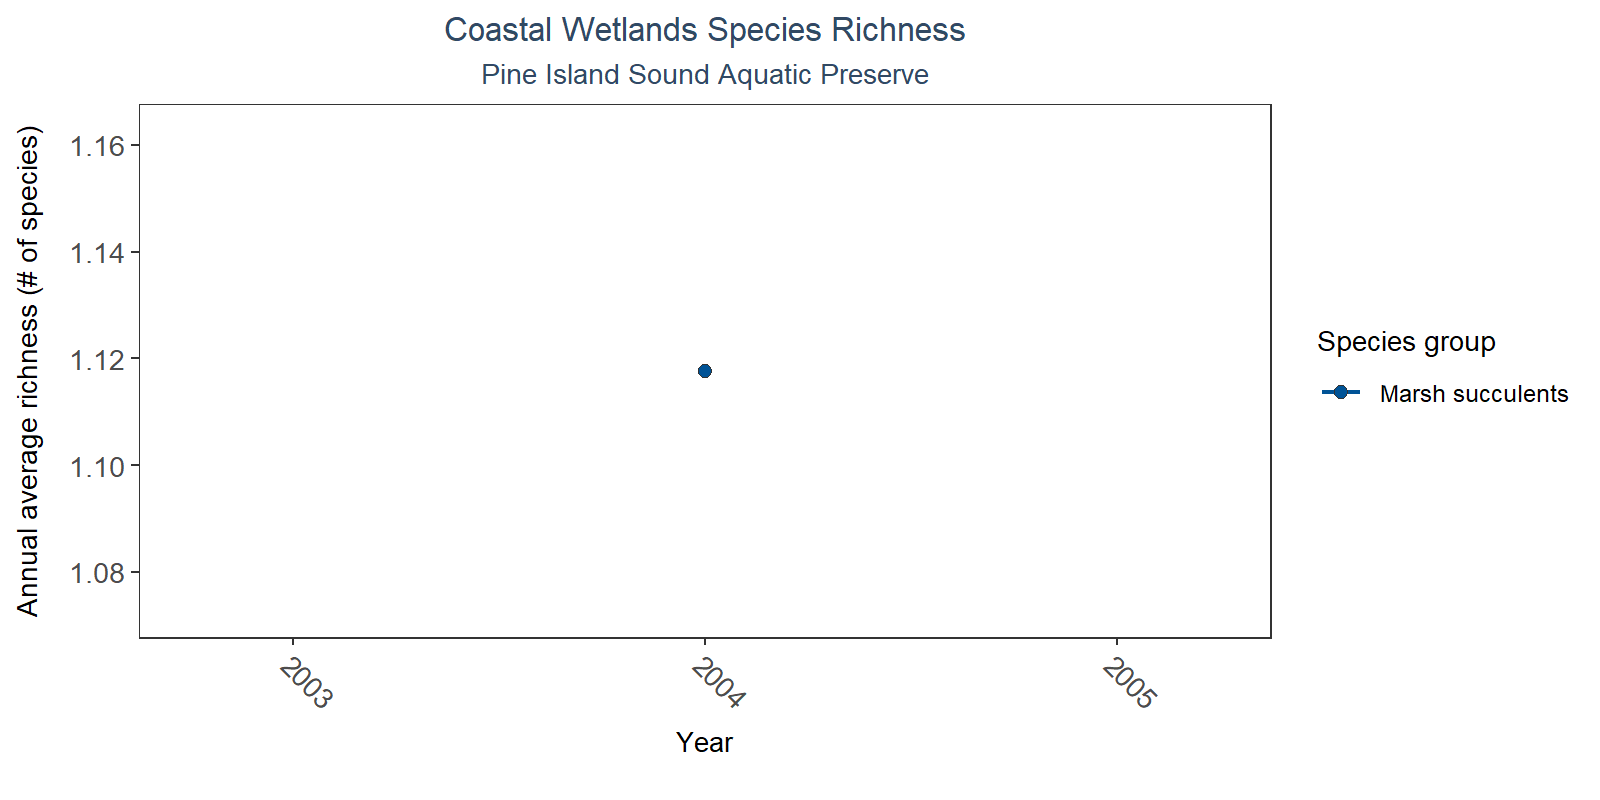 Coastal Wetlands Species Richness
Pine Island Sound Aquatic Preserve
Annual average richness (# of species)
1.16
1.14
1.12
1.10
1.08
2003
2004
2005
Year
Species group
Marsh succulents